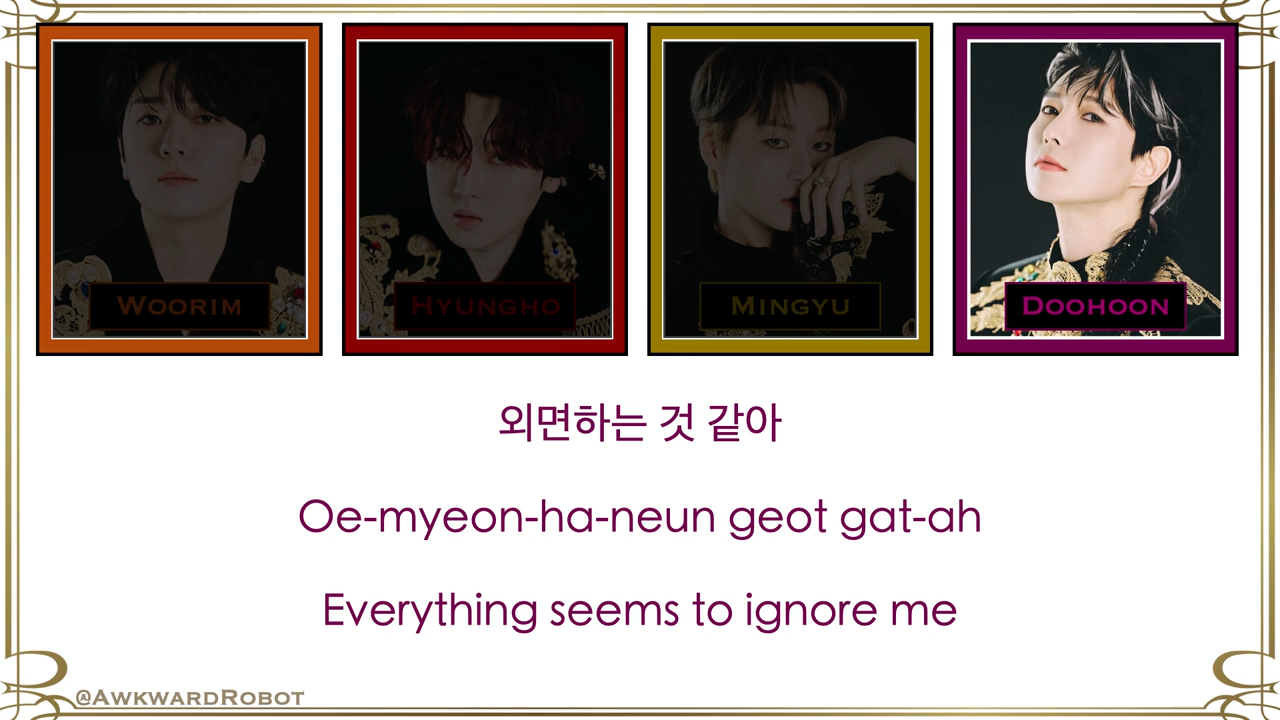 WOORIM
HYUNGHO
MINGYU
DOOHOON
외면하는 것 같아
Oe-myeon-ha-neun geot gat-ah
Everything seems to ignore me
@AWKWARDROBOT